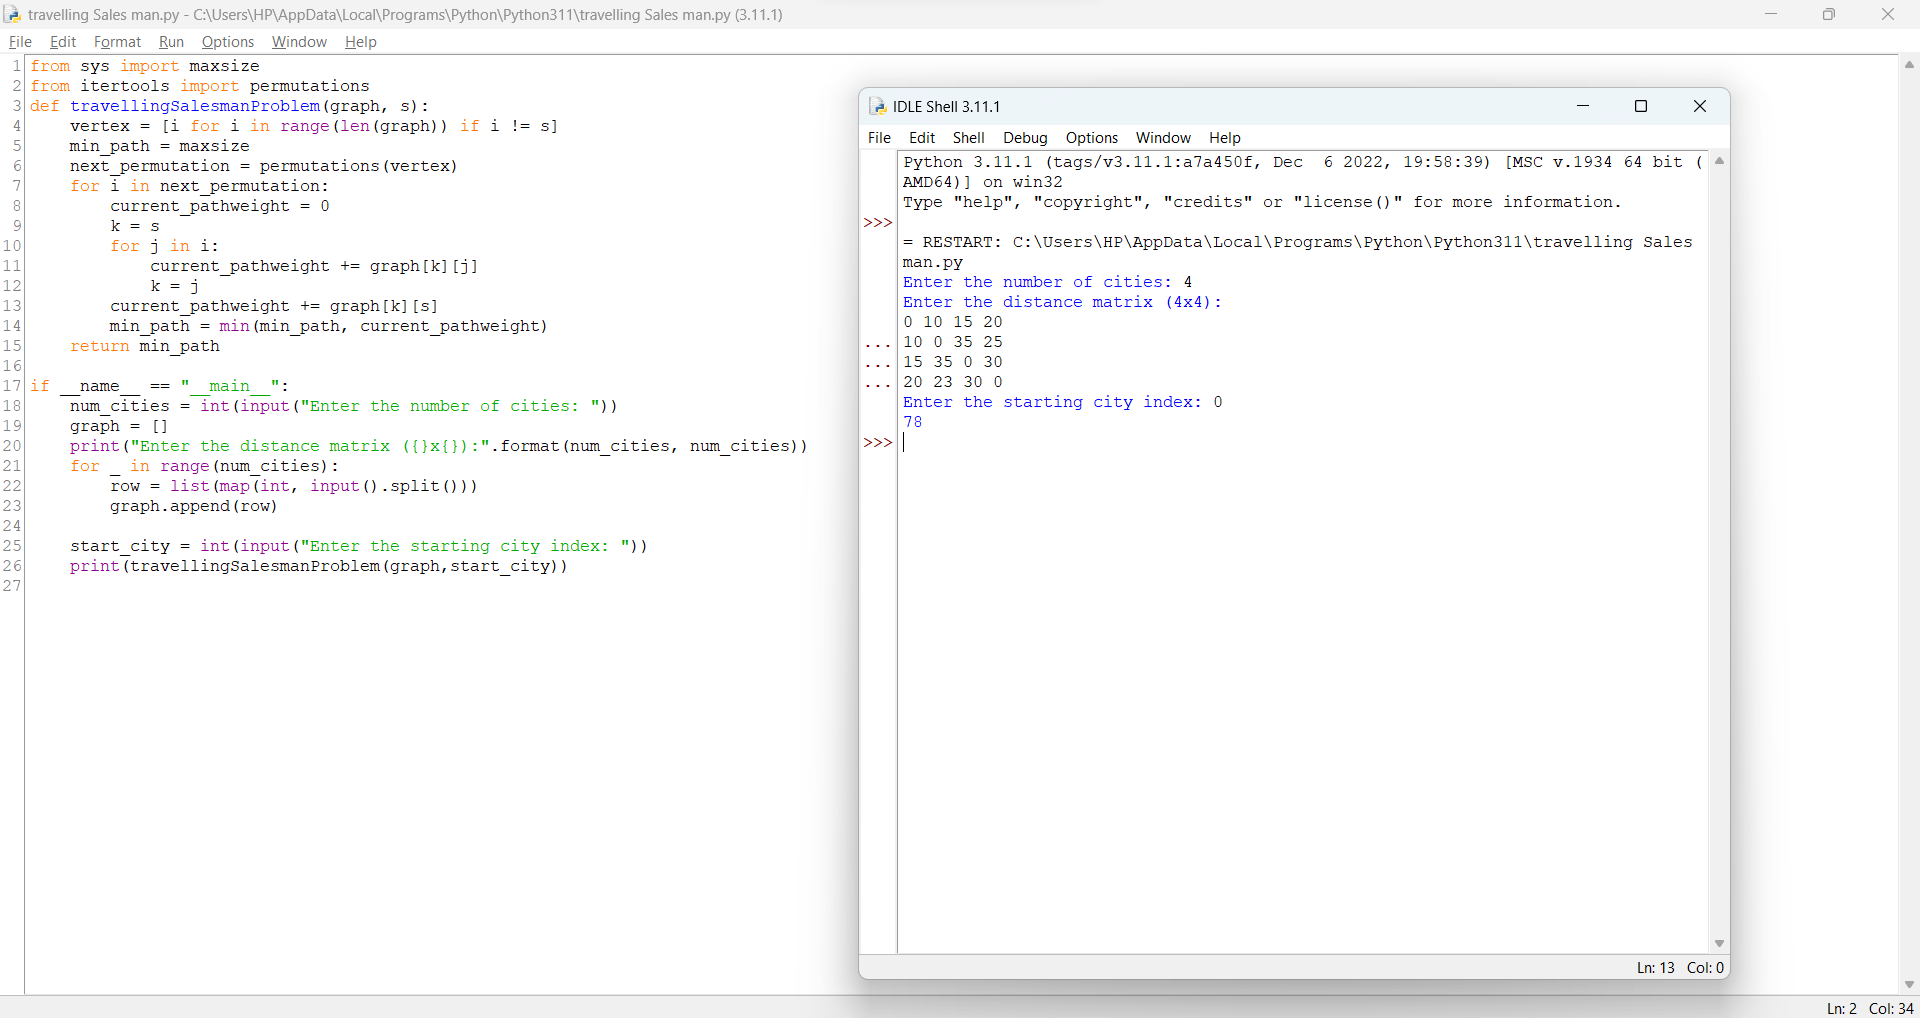 travelling Sales man.py - C:\Users\HP\AppData\Local\Programs\Python\Python311\travelling Sales man.py (3.11.1)
File Edit Format Run Options Window Help
1 from sys import maxsize
2 from itertools import permutations
3 def travellingSalesmanProblem(graph, s):
4     vertex = [i for i in range(len(graph)) if i != s]
5     min_path = maxsize
6     next_permutation = permutations(vertex)
7     for i in next_permutation:
8         current_pathweight = 0
9         k = s
10         for j in i:
11             current_pathweight += graph[k][j]
12             k = j
13         current_pathweight += graph[k][s]
14         min_path = min(min_path, current_pathweight)
15     return min_path
16
17 if __name__ == "__main__":
18     num_cities = int(input("Enter the number of cities: "))
19     graph = []
20     print("Enter the distance matrix ({}x{}):".format(num_cities, num_cities))
21     for _ in range(num_cities):
22         row = list(map(int, input().split()))
23         graph.append(row)
24
25     start_city = int(input("Enter the starting city index: "))
26     print(travellingSalesmanProblem(graph,start_city))
27
Ln: 2 Col: 34
IDLE Shell 3.11.1
File Edit Shell Debug Options Window Help
Python 3.11.1 (tags/v3.11.1:a7a450f, Dec  6 2022, 19:58:39) [MSC v.1934 64 bit (
AMD64)] on win32
Type "help", "copyright", "credits" or "license()" for more information.
>>>
= RESTART: C:\Users\HP\AppData\Local\Programs\Python\Python311\travelling Sales
man.py
Enter the number of cities: 4
Enter the distance matrix (4x4):
0 10 15 20
... 10 0 35 25
... 15 35 0 30
... 20 23 30 0
Enter the starting city index: 0
78
>>>
Ln: 13 Col: 0